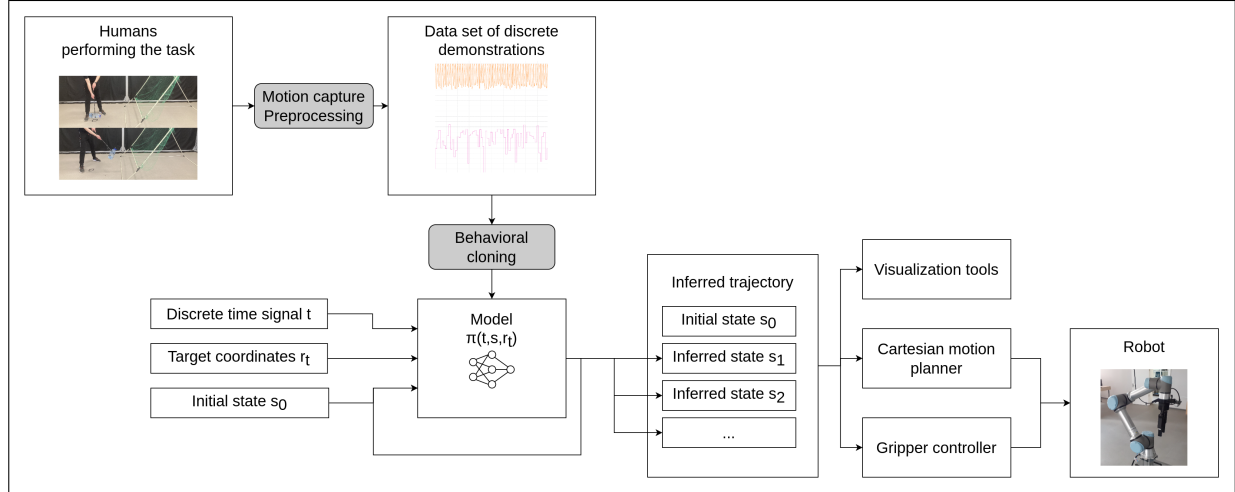 Humans
performing the task
Motion capture
Preprocessing
Data set of discrete
demonstrations
Behavioral
cloning
Discrete time signal t
Target coordinates rt
Initial state s0
Model
π(t,s,rt)
Inferred trajectory
Initial state s0
Inferred state s1
Inferred state s2
...
Visualization tools
Cartesian motion
planner
Gripper controller
Robot